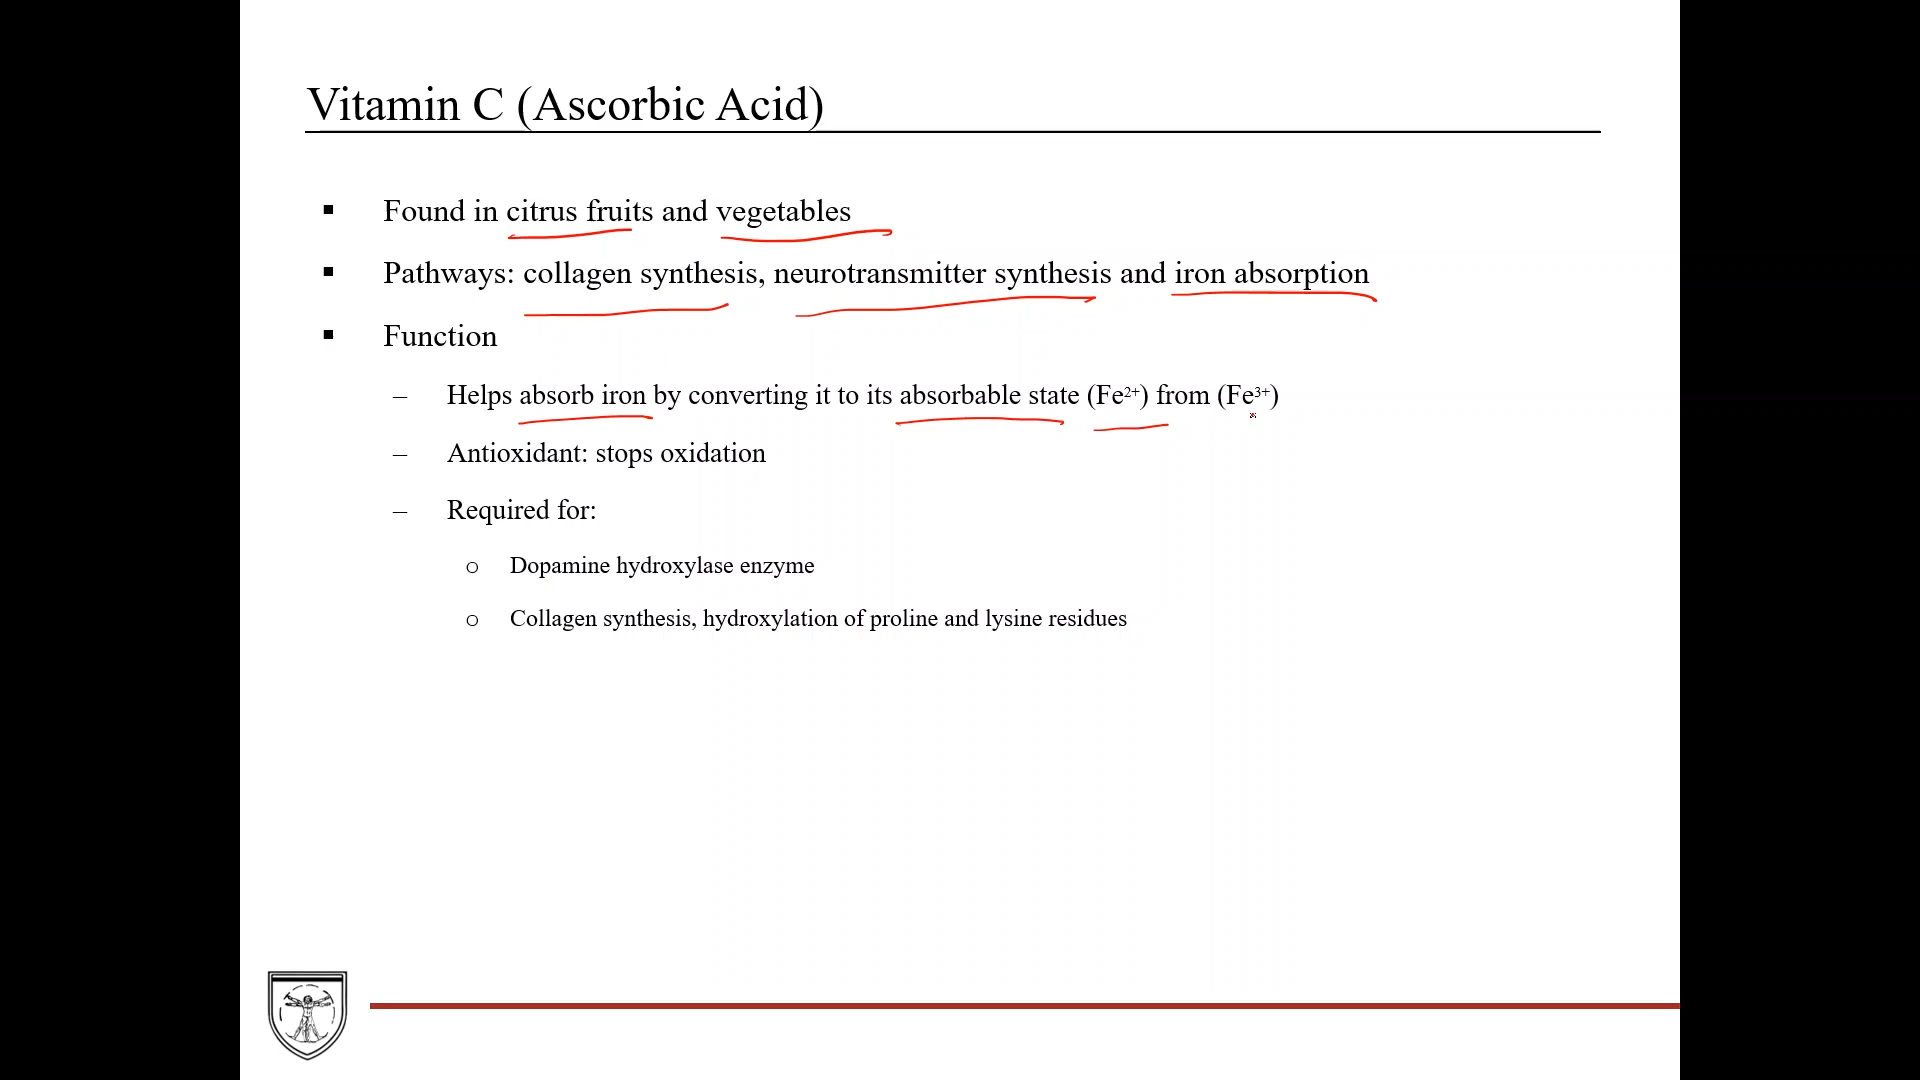 Vitamin C (Ascorbic Acid)
▪ Found in citrus fruits and vegetables
▪ Pathways: collagen synthesis, neurotransmitter synthesis and iron absorption
▪ Function
– Helps absorb iron by converting it to its absorbable state (Fe²⁺) from (Fe³⁺)
– Antioxidant: stops oxidation
– Required for:
o Dopamine hydroxylase enzyme
o Collagen synthesis, hydroxylation of proline and lysine residues